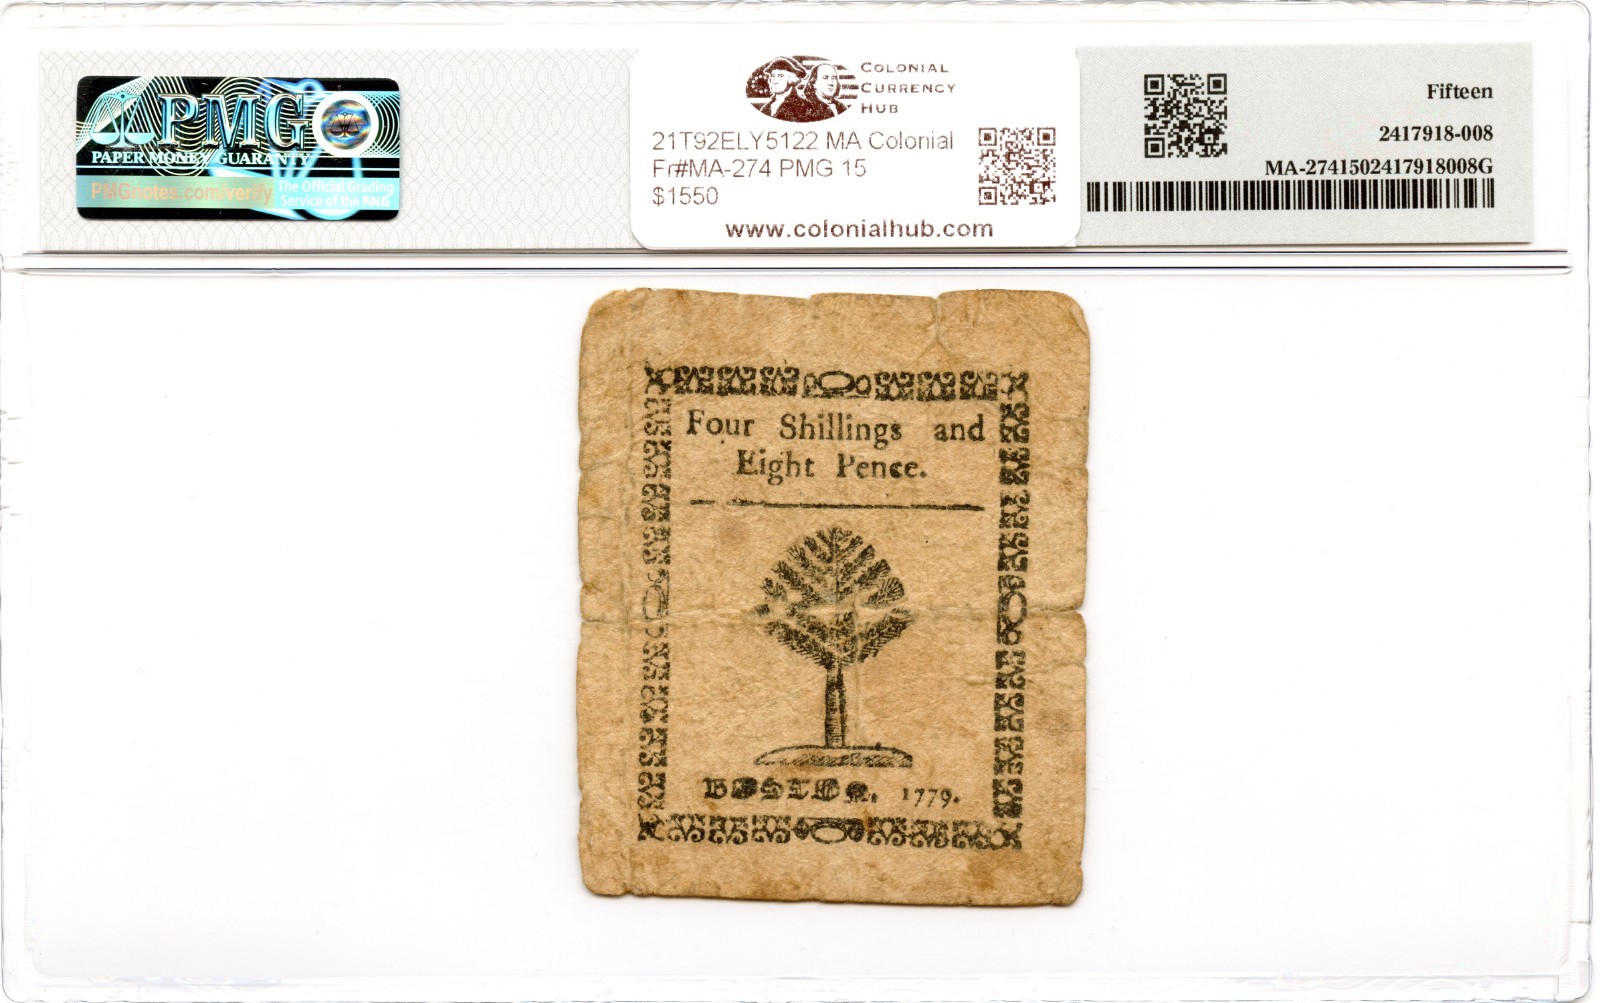 PMG
PAPER MONEY GUARANTY
PMGnotes.com/verify
The Official Grading
Service of the ANA
COLONIAL
CURRENCY
HUB
21T92ELY5122 MA Colonial
Fr#MA-274 PMG 15
$1550
www.colonialhub.com
Fifteen
2417918-008
MA-2741502417918008G
Four Shillings and
Eight Pence.
BOSTON, 1779.